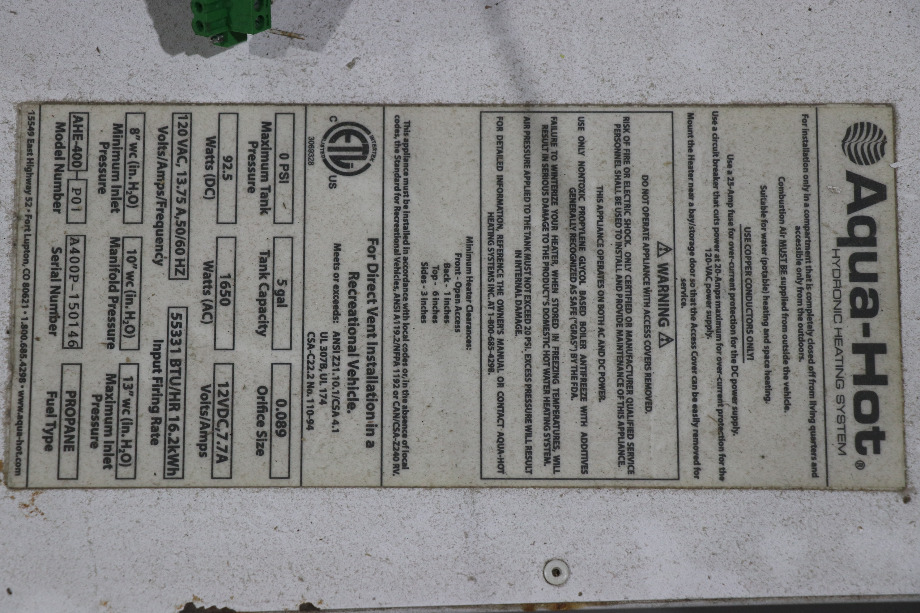 Aqua-Hot®
HYDRONIC HEATING SYSTEM
For installation only in a compartment that is completely closed off from living quarters and
accessible only from the outdoors.
Combustion Air MUST BE supplied from outside the vehicle.
Suitable for water (potable) heating and space heating.
USE COPPER CONDUCTORS ONLY!
Use a 25-Amp fuse for over-current protection for the DC power supply.
Use a circuit breaker that cuts power at 20-Amps maximum for over-current protection for the
120-VAC power supply.
Mount the Heater near a bay/storage door so that the Access Cover can be easily removed for
service.
⚠ WARNING ⚠
DO NOT OPERATE APPLIANCE WITH ACCESS COVERS REMOVED.
RISK OF FIRE OR ELECTRIC SHOCK. ONLY CERTIFIED OR MANUFACTURER QUALIFIED SERVICE
PERSONNEL SHALL BE USED TO INSTALL AND PROVIDE MAINTENANCE OF THIS APPLIANCE.
THIS APPLIANCE OPERATES ON BOTH AC AND DC POWER.
USE ONLY NONTOXIC PROPYLENE GLYCOL BASED BOILER ANTIFREEZE WITH ADDITIVES
GENERALLY RECOGNIZED AS SAFE "GRAS" BY THE FDA.
FAILURE TO WINTERIZE YOUR HEATER, WHEN STORED IN FREEZING TEMPERATURES, WILL
RESULT IN SERIOUS DAMAGE TO THE PRODUCT'S DOMESTIC HOT WATER HEATING SYSTEM.
AIR PRESSURE APPLIED TO THE TANK MUST NOT EXCEED 20 PSI. EXCESS PRESSURE WILL RESULT
IN INTERNAL DAMAGE.
FOR DETAILED INFORMATION, REFERENCE THE OWNER'S MANUAL OR CONTACT AQUA-HOT
HEATING SYSTEMS INC. AT 1-800-685-4298.
Minimum Heater Clearances:
Front - Open Access
Back - 1 Inches
Top - 6 Inches
Sides - 3 Inches
This appliance must be installed in accordance with local codes or, in the absence of local
codes, the Standard for Recreational Vehicles, ANSI A119.2/NFPA 1192 or CAN/CSA-Z240 RV.
For Direct Vent Installation in a
Recreational Vehicle.
Meets or exceeds: ANSI Z21.10.1/CSA 4.1
UL 307B, UL 174
CSA-C22.2 No. 110-94
INTERTEK
C ETL US
3069328
0 PSI 5 gal 0.089
Maximum Tank Pressure Tank Capacity Orifice Size
92.5 1650 12VDC,7.7A
Watts (DC) Watts (AC) Volts/Amps
120 VAC, 13.75 A,50/60 HZ 55331 BTU/HR 16.2kWh
Volts/Amps/Frequency Input Firing Rate
8" wc (in. H2O) 10" wc (in. H2O) 13" wc (in. H2O)
Minimum Inlet Pressure Manifold Pressure Maximum Inlet Pressure
AHE-400-P01 A400P-150146 PROPANE
Model Number Serial Number Fuel Type
15549 East Highway 52 • Fort Lupton, CO 80621 • 1.800.685.4298 • www.aqua-hot.com